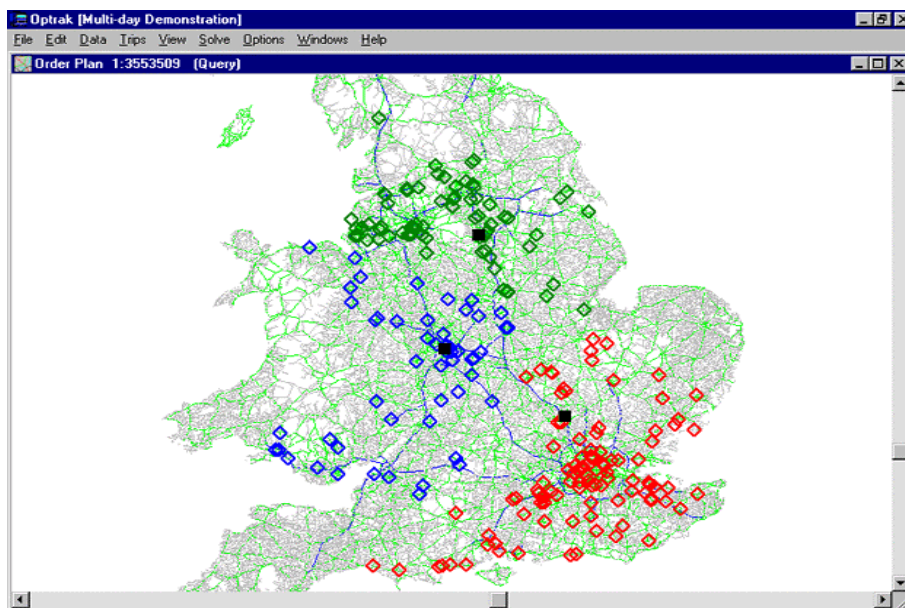 Optrak [Multi-day Demonstration]
File Edit Data Trips View Solve Options Windows Help
Order Plan 1:3553509 (Query)